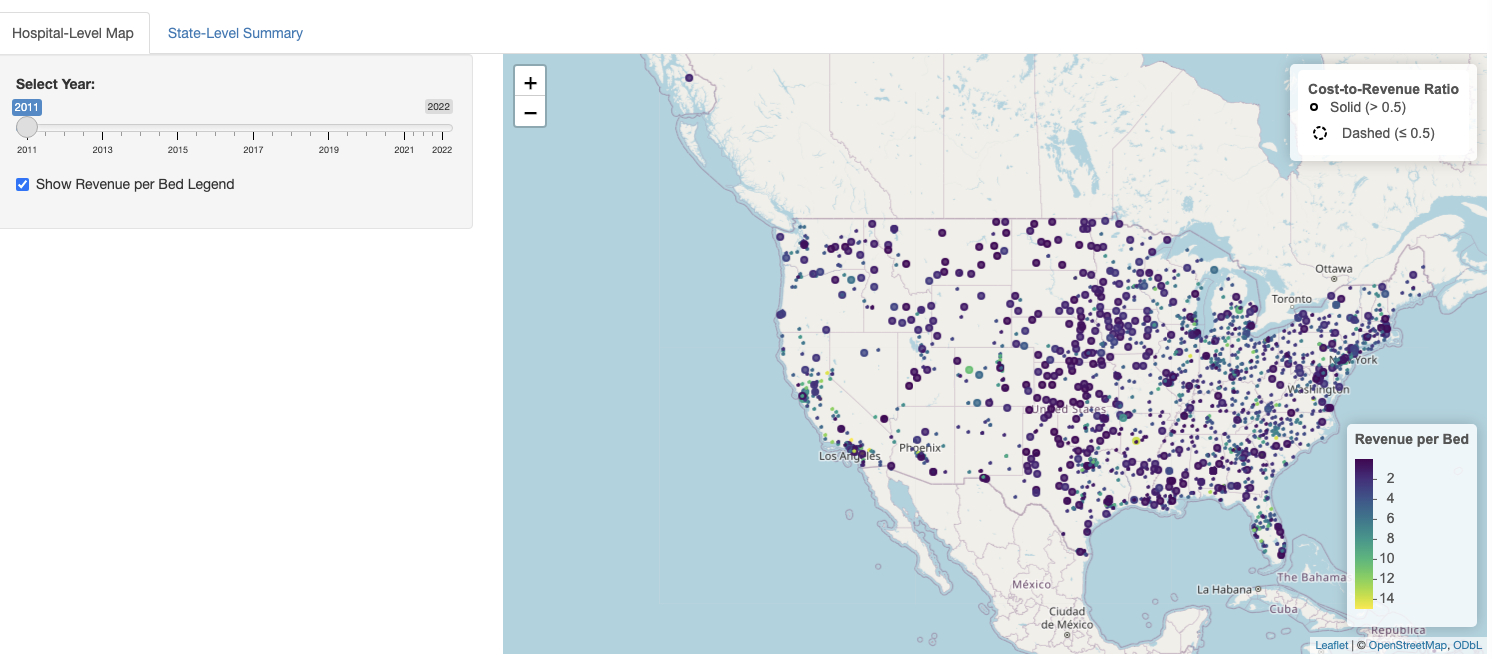 Hospital-Level Map
State-Level Summary
Select Year:
2011
2022
2011
2013
2015
2017
2019
2021
2022
Show Revenue per Bed Legend
+
−
Cost-to-Revenue Ratio
Solid (> 0.5)
Dashed (≤ 0.5)
Ottawa
Toronto
New York
Washington
United States
Los Angeles
Phoenix
México
Ciudad
de México
La Habana
The Bahamas
Cuba
República
Revenue per Bed
2
4
6
8
10
12
14
Leaflet | © OpenStreetMap, ODbL